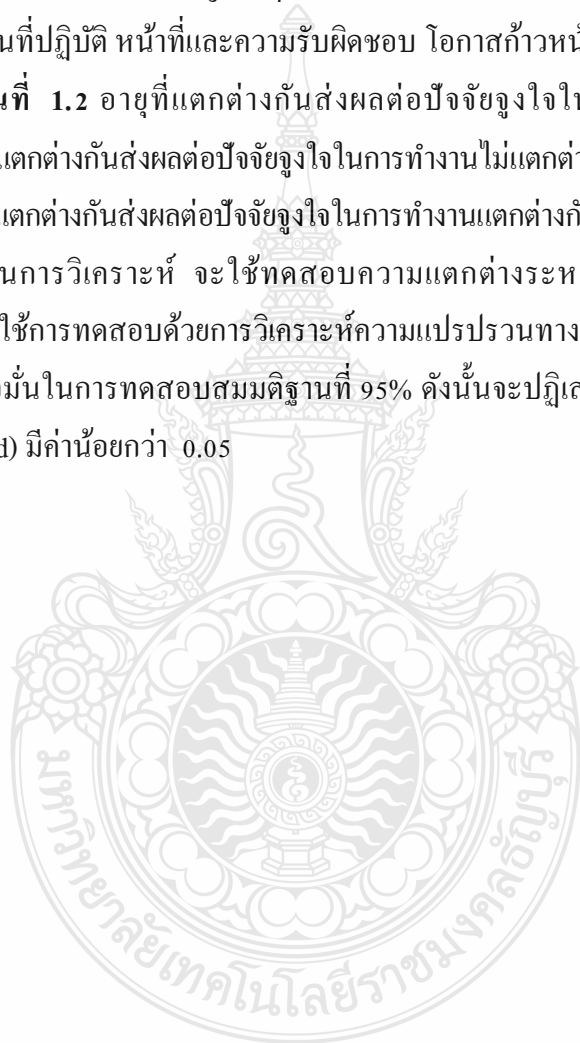 นที่ปฏิบัติ หน้าที่และความรับผิดชอบ โอกาสก้าวหน้
นที่ 1.2 อายุที่แตกต่างกันส่งผลต่อปัจจัยจูงใจใน
แตกต่างกันส่งผลต่อปัจจัยจูงใจในการทำงานไม่แตกต่า
แตกต่างกันส่งผลต่อปัจจัยจูงใจในการทำงานแตกต่างกั
นการวิเคราะห์ จะใช้ทดสอบความแตกต่างระห
ใช้การทดสอบด้วยการวิเคราะห์ความแปรปรวนทาง
อมั่นในการทดสอบสมมติฐานที่ 95% ดังนั้นจะปฏิเส
d) มีค่าน้อยกว่า 0.05
มหาวิทยาลัยเทคโนโลยีราชมงคลธัญบุรี